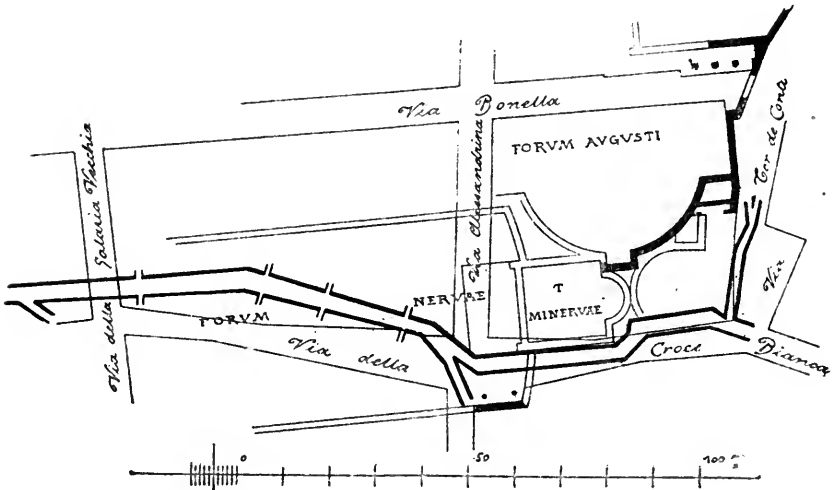 Via Bonella
FORVM AVGVSTI
Tor de Conti
Via della Salaria Vecchia
Via Alessandrina
NERVAE
T
MINERVAE
FORVM
Via
Via della
Croce
Bianca
0
50
100 m